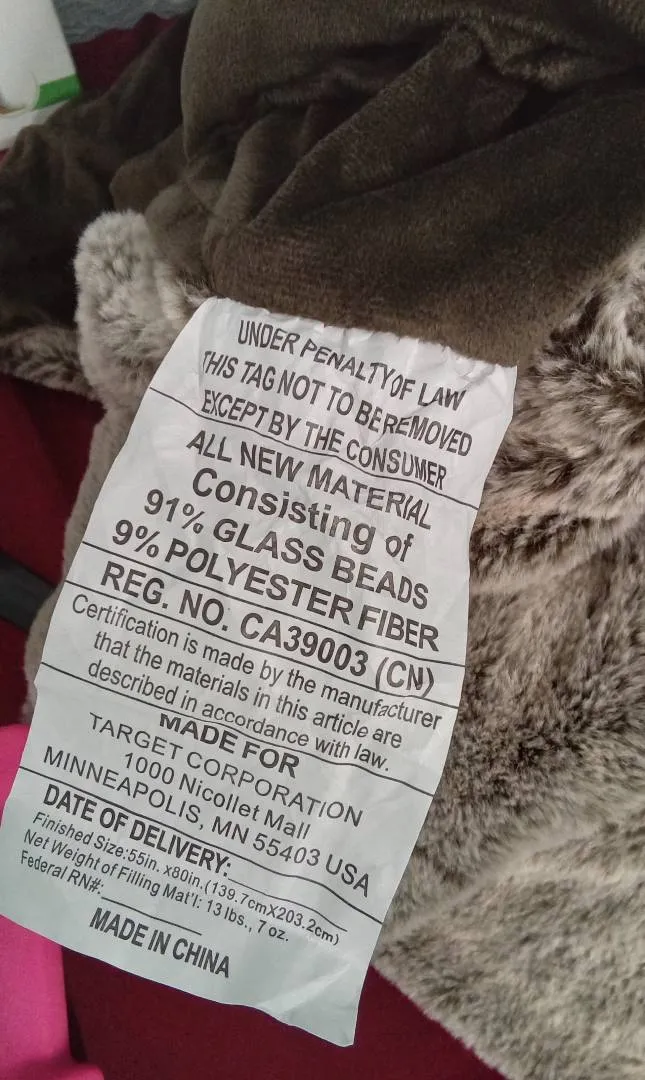 UNDER PENALTY OF LAW
THIS TAG NOT TO BE REMOVED
EXCEPT BY THE CONSUMER
ALL NEW MATERIAL
Consisting of
91% GLASS BEADS
9% POLYESTER FIBER
REG. NO. CA39003 (CN)
Certification is made by the manufacturer
that the materials in this article are
described in accordance with law.
MADE FOR
TARGET CORPORATION
1000 Nicollet Mall
MINNEAPOLIS, MN 55403 USA
DATE OF DELIVERY:
Finished Size:55in. x80in.(139.7cmX203.2cm)
Net Weight of Filling Mat'l: 13 lbs., 7 oz.
Federal RN#:
MADE IN CHINA